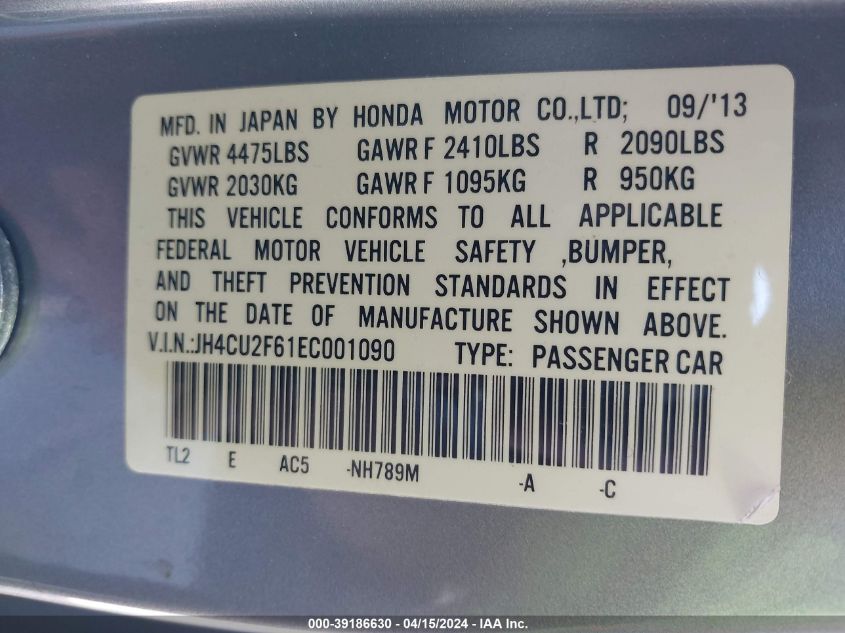 MFD. IN JAPAN BY HONDA MOTOR CO.,LTD; 09/'13
GVWR 4475LBS GAWR F 2410LBS R 2090LBS
GVWR 2030KG GAWR F 1095KG R 950KG
THIS VEHICLE CONFORMS TO ALL APPLICABLE
FEDERAL MOTOR VEHICLE SAFETY ,BUMPER,
AND THEFT PREVENTION STANDARDS IN EFFECT
ON THE DATE OF MANUFACTURE SHOWN ABOVE.
V.I.N.:JH4CU2F61EC001090 TYPE: PASSENGER CAR
TL2 E AC5 -NH789M -A -C
000-39186630 - 04/15/2024 - IAA Inc.